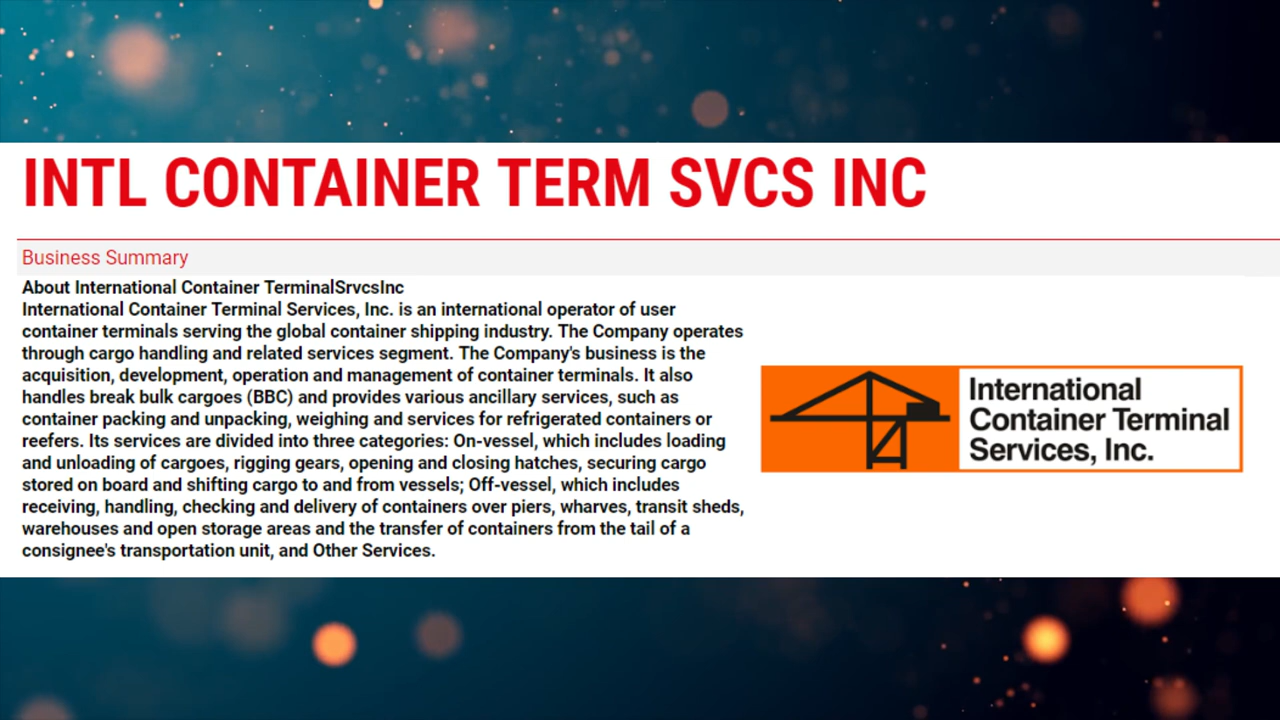 INTL CONTAINER TERM SVCS INC
Business Summary
About International Container TerminalSrvcsInc
International Container Terminal Services, Inc. is an international operator of user
container terminals serving the global container shipping industry. The Company operates
through cargo handling and related services segment. The Company's business is the
acquisition, development, operation and management of container terminals. It also
handles break bulk cargoes (BBC) and provides various ancillary services, such as
container packing and unpacking, weighing and services for refrigerated containers or
reefers. Its services are divided into three categories: On-vessel, which includes loading
and unloading of cargoes, rigging gears, opening and closing hatches, securing cargo
stored on board and shifting cargo to and from vessels; Off-vessel, which includes
receiving, handling, checking and delivery of containers over piers, wharves, transit sheds,
warehouses and open storage areas and the transfer of containers from the tail of a
consignee's transportation unit, and Other Services.
International
Container Terminal
Services, Inc.